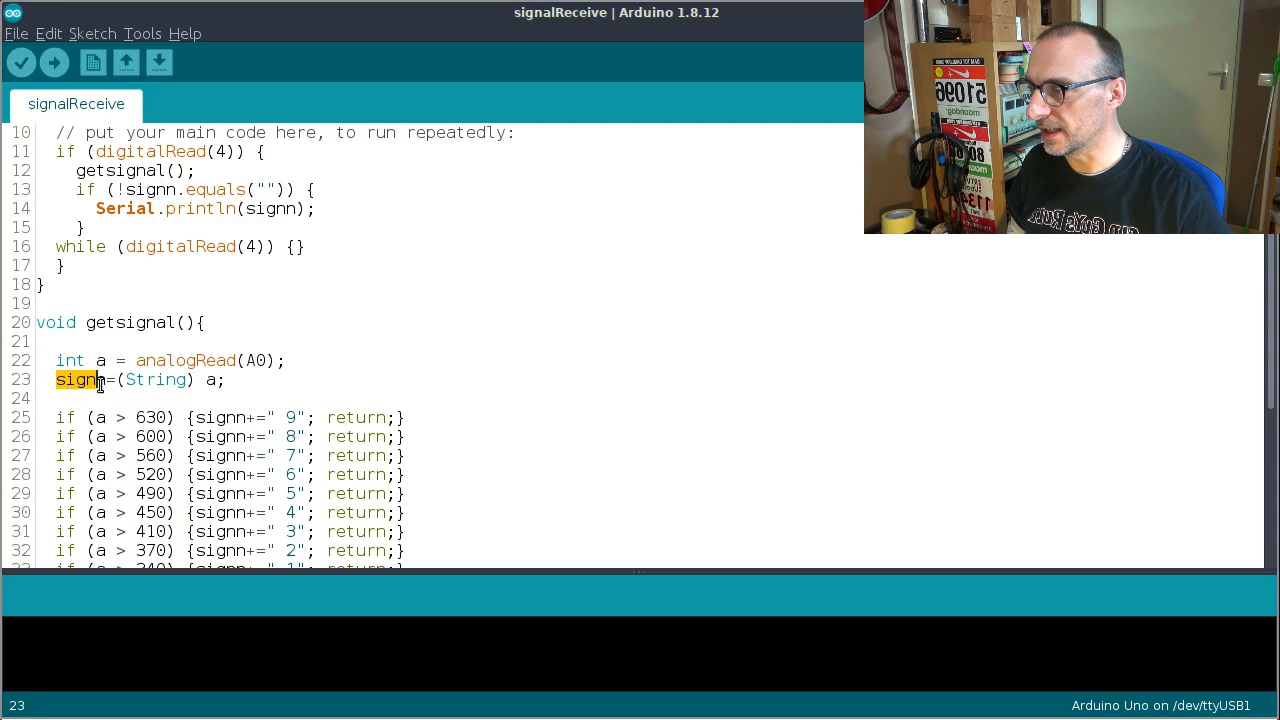 signalReceive | Arduino 1.8.12
File Edit Sketch Tools Help
signalReceive
10 // put your main code here, to run repeatedly:
11 if (digitalRead(4)) {
12 getsignal();
13 if (!signn.equals("")) {
14 Serial.println(signn);
15 }
16 while (digitalRead(4)) {}
17 }
18 }
19
20 void getsignal(){
21
22 int a = analogRead(A0);
23 signn=(String) a;
24
25 if (a > 630) {signn+=" 9"; return;}
26 if (a > 600) {signn+=" 8"; return;}
27 if (a > 560) {signn+=" 7"; return;}
28 if (a > 520) {signn+=" 6"; return;}
29 if (a > 490) {signn+=" 5"; return;}
30 if (a > 450) {signn+=" 4"; return;}
31 if (a > 410) {signn+=" 3"; return;}
32 if (a > 370) {signn+=" 2"; return;}
33 if (a > 340) {signn+=" 1"; return;}
51096
23
Arduino Uno on /dev/ttyUSB1